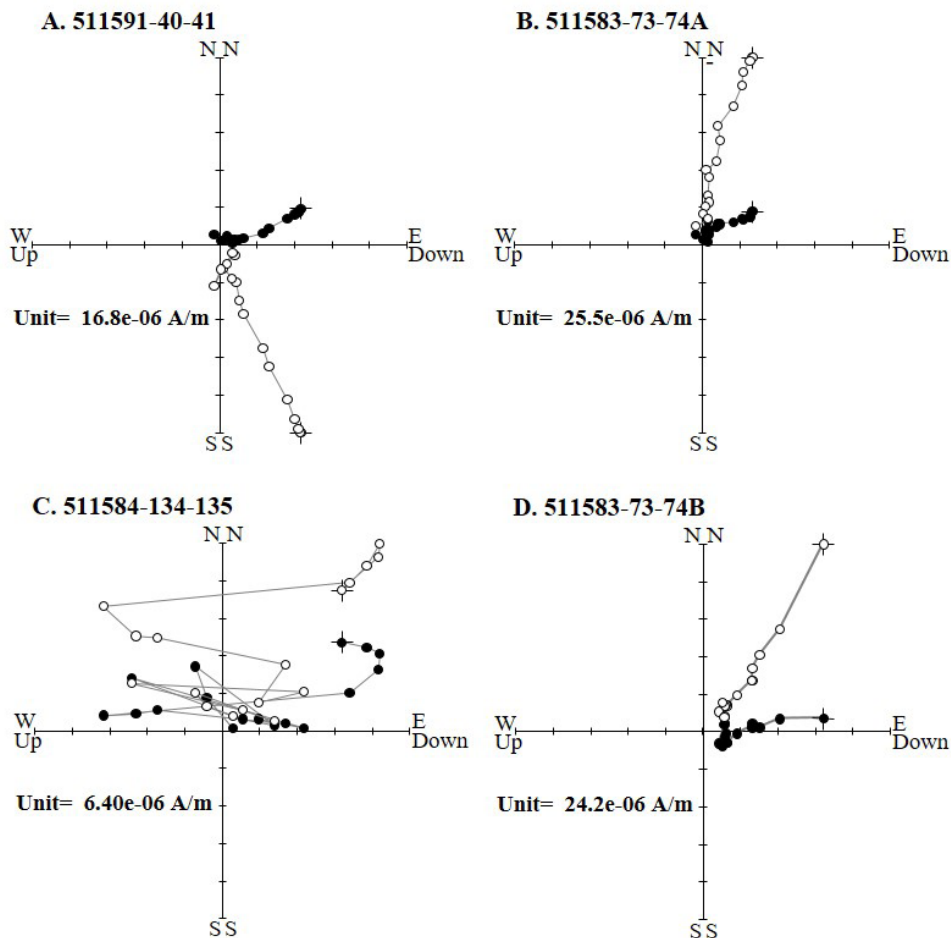 A. 511591-40-41
N N
W
Up
E
Down
Unit= 16.8e-06 A/m
S S
B. 511583-73-74A
N N
W
Up
E
Down
Unit= 25.5e-06 A/m
S S
C. 511584-134-135
N N
W
Up
E
Down
Unit= 6.40e-06 A/m
S S
D. 511583-73-74B
N N
W
Up
E
Down
Unit= 24.2e-06 A/m
S S